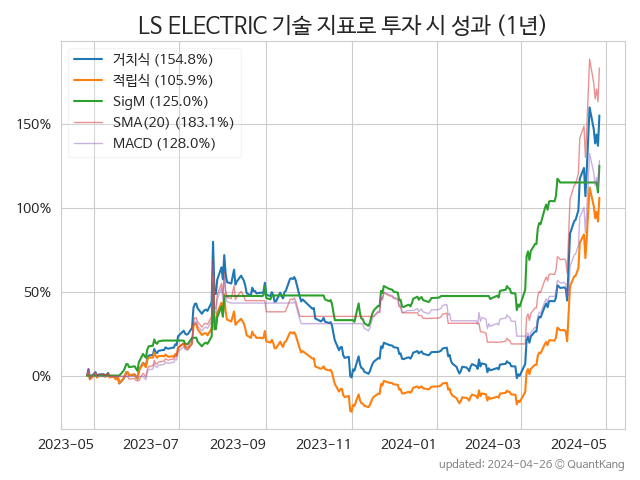 LS ELECTRIC 기술 지표로 투자 시 성과 (1년)
거치식 (154.8%)
적립식 (105.9%)
SigM (125.0%)
SMA(20) (183.1%)
MACD (128.0%)
150%
100%
50%
0%
2023-05 2023-07 2023-09 2023-11 2024-01 2024-03 2024-05
updated: 2024-04-26 © QuantKang